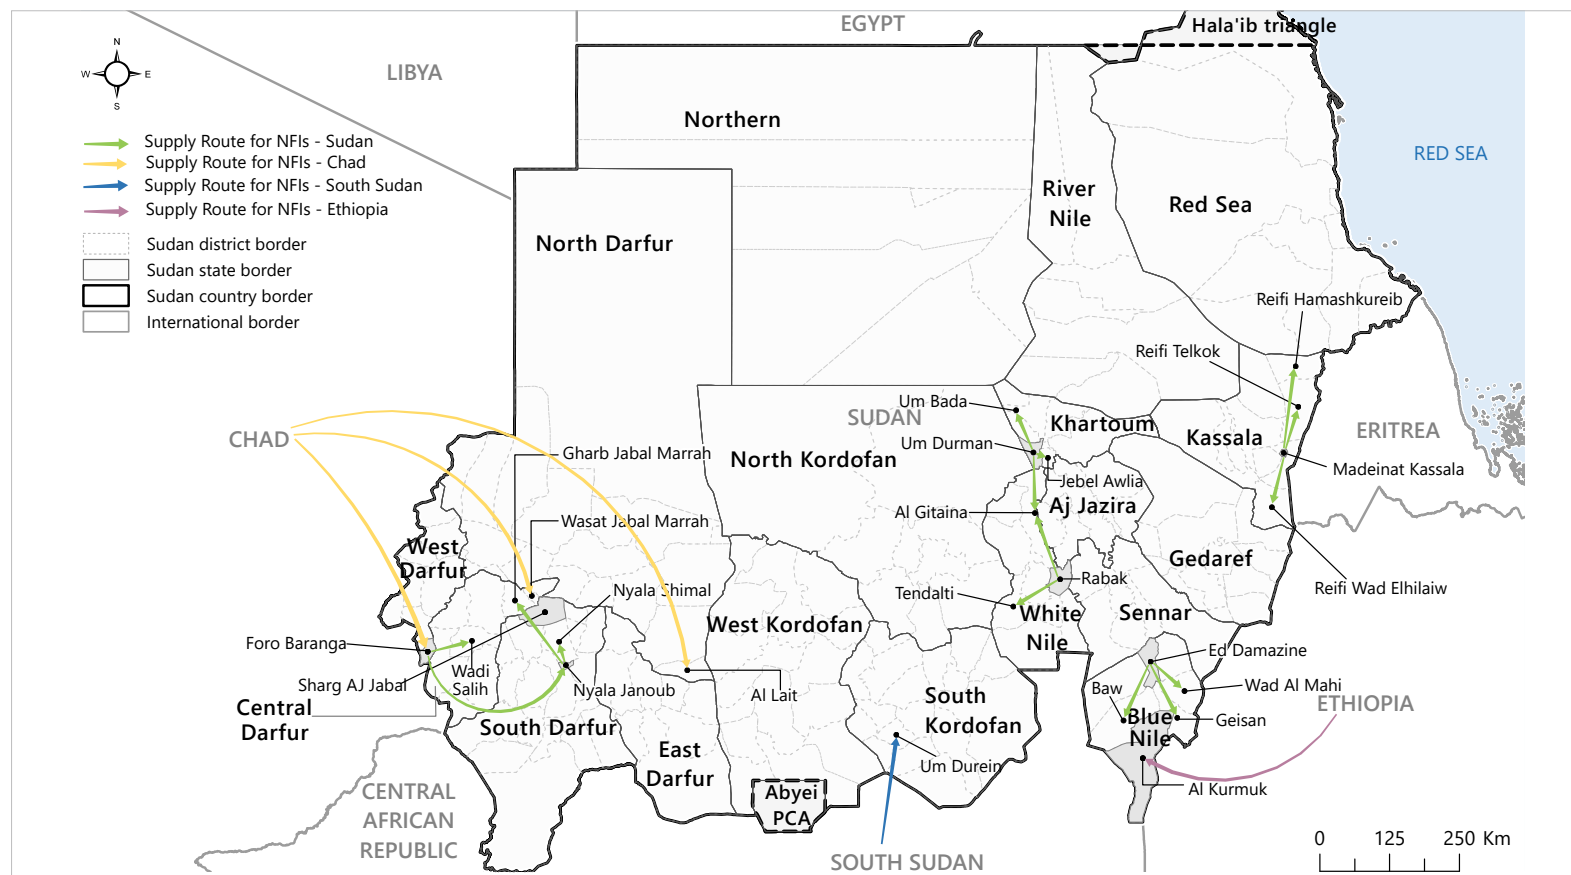 EGYPT
Hala'ib triangle
N
W
E
S
LIBYA
Northern
RED SEA
Supply Route for NFIs - Sudan
Supply Route for NFIs - Chad
Supply Route for NFIs - South Sudan
Supply Route for NFIs - Ethiopia
Sudan district border
Sudan state border
Sudan country border
International border
North Darfur
River
Nile
Red Sea
Reifi Hamashkureib
Reifi Telkok
Um Bada
SUDAN
Khartoum
Kassala
ERITREA
CHAD
Um Durman
Gharb Jabal Marrah
North Kordofan
Madeinat Kassala
Jebel Awlia
Al Gitaina
Aj Jazira
Wasat Jabal Marrah
West
Darfur
Gedaref
Rabak
Reifi Wad Elhilaiw
Nyala Shimal
Tendalti
White
Nile
Sennar
West Kordofan
Foro Baranga
Ed Damazine
Wadi
Salih
Sharg AJ Jabal
Nyala Janoub
Al Lait
Baw
Wad Al Mahi
ETHIOPIA
Central
Darfur
South Darfur
South
Kordofan
Blue
Nile
Geisan
East
Darfur
Um Durein
Al Kurmuk
CENTRAL
AFRICAN
REPUBLIC
Abyei
PCA
SOUTH SUDAN
0 125 250 Km